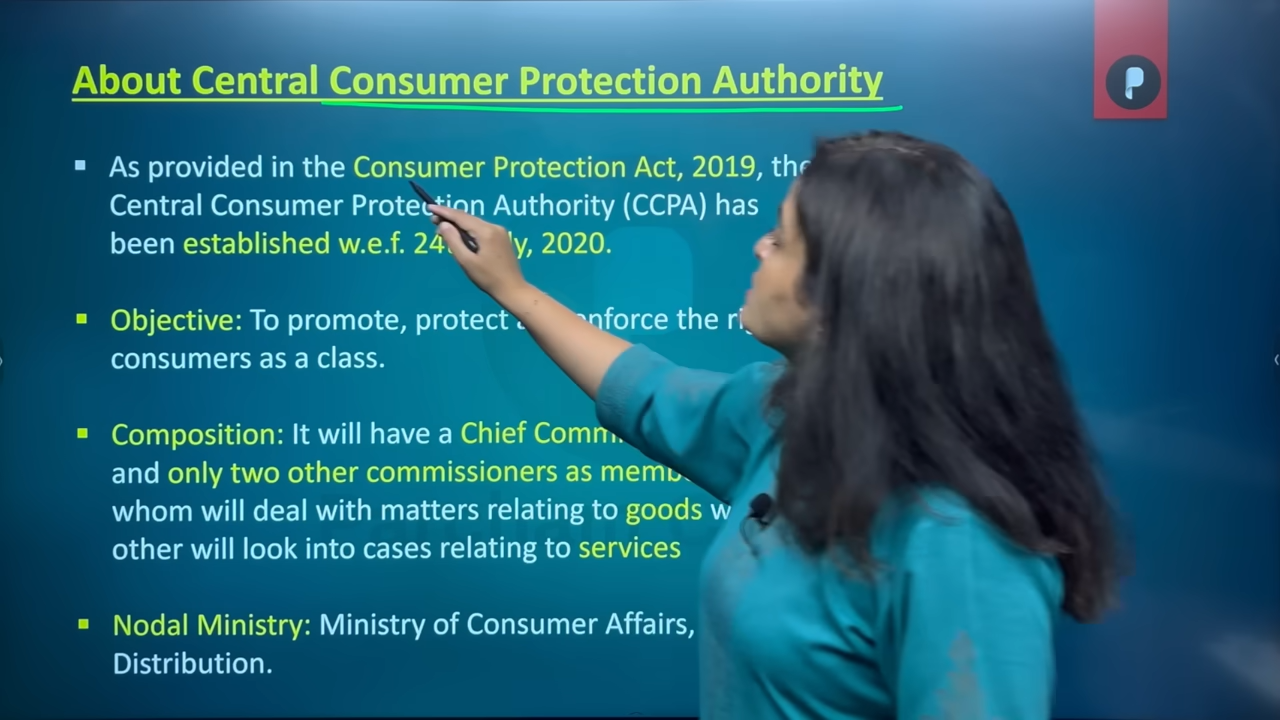 About Central Consumer Protection Authority
As provided in the Consumer Protection Act, 2019, the
Central Consumer Protection Authority (CCPA) has
been established w.e.f. 24 2020.
Objective: To promote, protect enforce the
consumers as a class.
Composition: It will have a Chief
and only two other commissioners as
whom will deal with matters relating to goods
other will look into cases relating to services
Nodal Ministry: Ministry of Consumer Affairs,
Distribution.